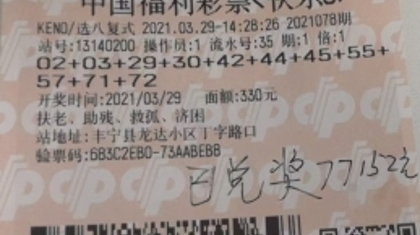 中国福利彩票 快乐8
KENO/选八复式 2021.03.29-14:28:26 2021078期
站号:13140200 操作员:1 流水号:35 期:1 倍:1
02+03+29+30+42+44+45+55+
57+71+72
开奖时间:2021/03/29 面额:330元
扶老、助残、救孤、济困
站地址:丰宁县龙达小区丁字路口
验票码:6B3C2EB0-73AABEB8
已兑奖77152元